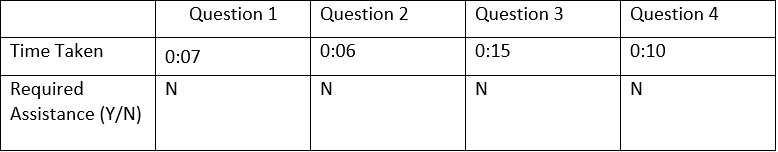 Question 1 Question 2 Question 3 Question 4
Time Taken 0:07 0:06 0:15 0:10
Required
Assistance (Y/N) N N N N